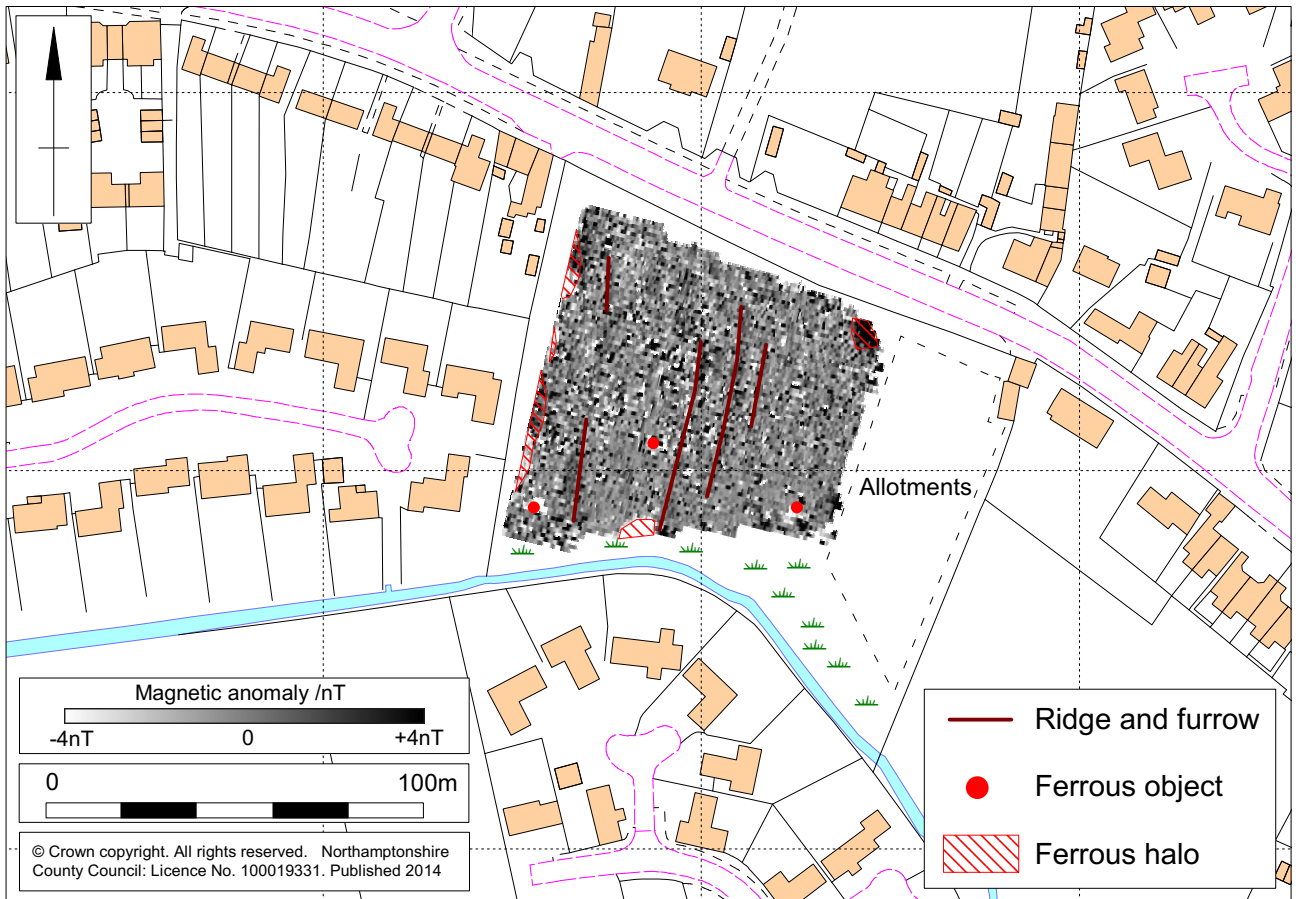 Allotments
Magnetic anomaly /nT
-4nT 0 +4nT
0 100m
© Crown copyright. All rights reserved. Northamptonshire
County Council: Licence No. 100019331. Published 2014
Ridge and furrow
Ferrous object
Ferrous halo